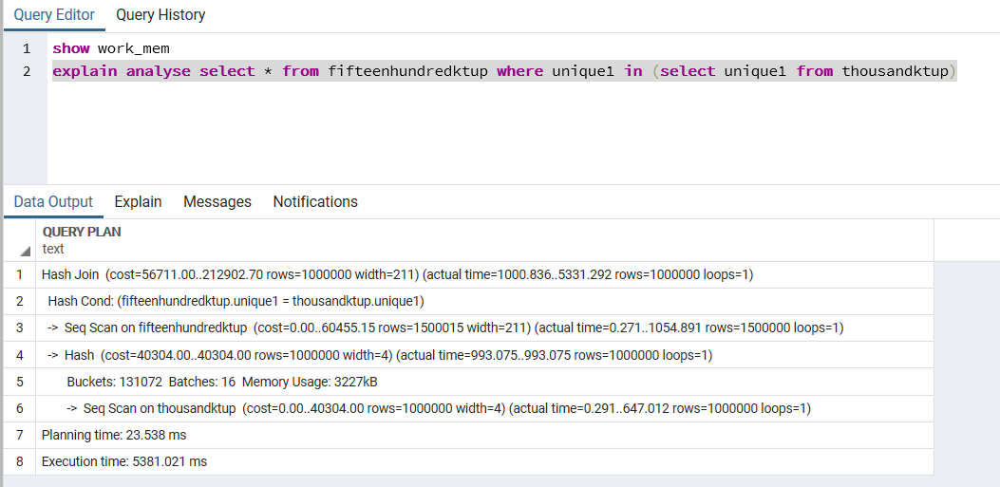 Query Editor Query History
1 show work_mem
2 explain analyse select * from fifteenhundredktup where unique1 in (select unique1 from thousandktup)
Data Output Explain Messages Notifications
QUERY PLAN
text
1 Hash Join (cost=56711.00..212902.70 rows=1000000 width=211) (actual time=1000.836..5331.292 rows=1000000 loops=1)
2 Hash Cond: (fifteenhundredktup.unique1 = thousandktup.unique1)
3 -> Seq Scan on fifteenhundredktup (cost=0.00..60455.15 rows=1500015 width=211) (actual time=0.271..1054.891 rows=1500000 loops=1)
4 -> Hash (cost=40304.00..40304.00 rows=1000000 width=4) (actual time=993.075..993.075 rows=1000000 loops=1)
5 Buckets: 131072 Batches: 16 Memory Usage: 3227kB
6 -> Seq Scan on thousandktup (cost=0.00..40304.00 rows=1000000 width=4) (actual time=0.291..647.012 rows=1000000 loops=1)
7 Planning time: 23.538 ms
8 Execution time: 5381.021 ms